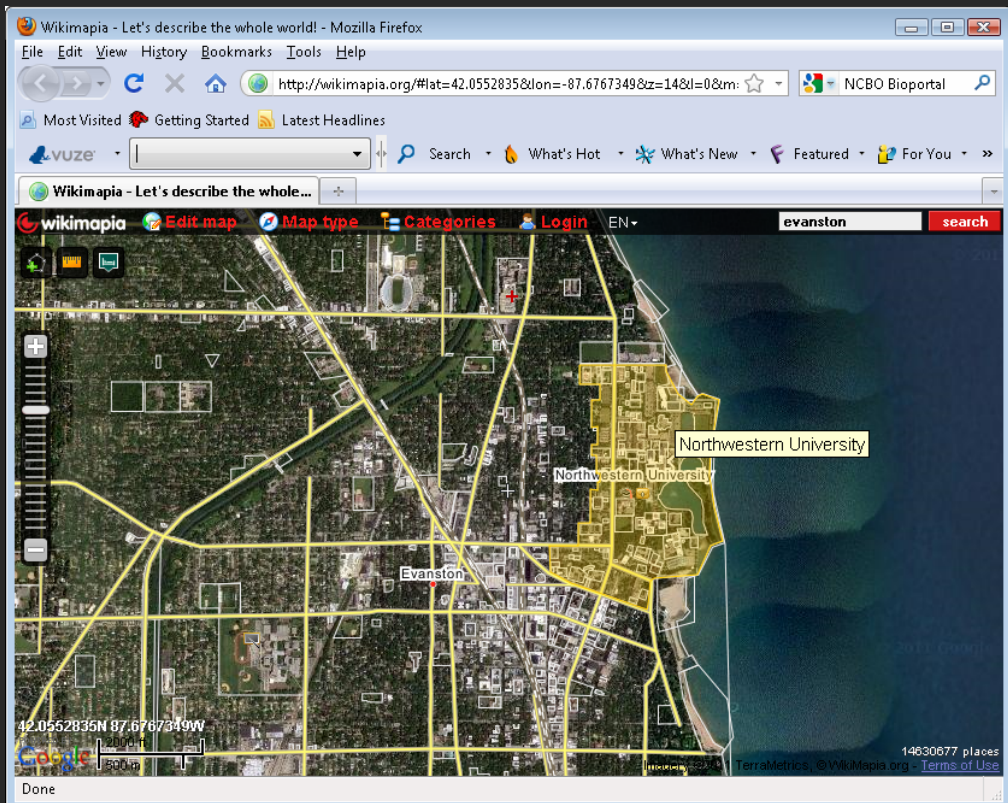 Wikimapia - Let's describe the whole world! - Mozilla Firefox
File Edit View History Bookmarks Tools Help
http://wikimapia.org/#lat=42.0552835&lon=-87.6767349&z=14&l=0&m: NCBO Bioportal
Most Visited Getting Started Latest Headlines
vuze Search What's Hot What's New Featured For You »
Wikimapia - Let's describe the whole...
wikimapia Edit map Map type Categories Login EN evanston search
Northwestern University
Northwestern University
Evanston
42.0552835N 87.6767349W
Google 2000 ft
500 m
14630677 places
TerraMetrics, © WikiMapia.org - Terms of Use
Done